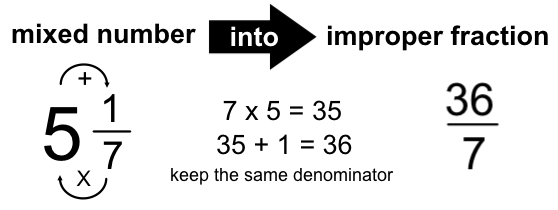 mixed number into improper fraction
+
5 1/7
X
7 x 5 = 35
35 + 1 = 36
keep the same denominator
36/7